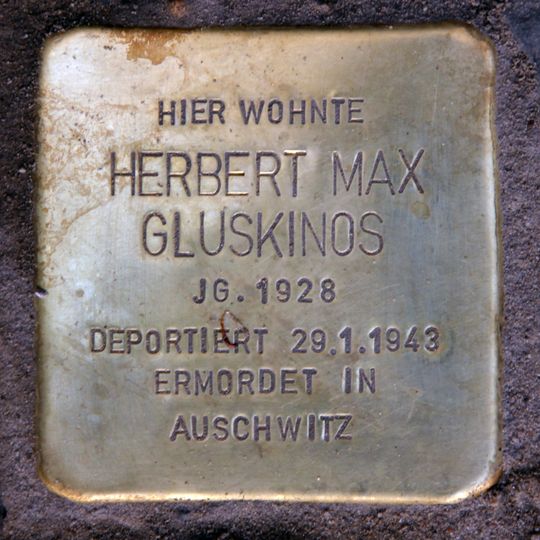 HIER WOHNTE
HERBERT MAX
GLUSKINOS
JG. 1928
DEPORTIERT 29.1.1943
ERMORDET IN
AUSCHWITZ